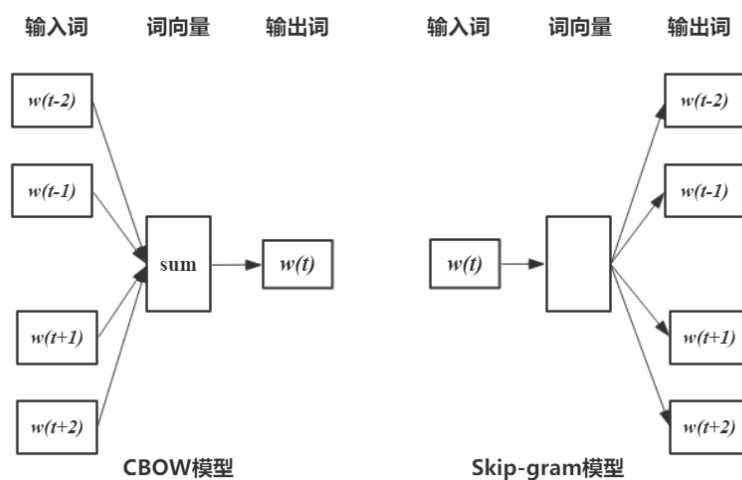 输入词 词向量 输出词
w(t-2)
w(t-1)
sum
w(t)
w(t+1)
w(t+2)
CBOW模型
输入词 词向量 输出词
w(t)
w(t-2)
w(t-1)
w(t+1)
w(t+2)
Skip-gram模型